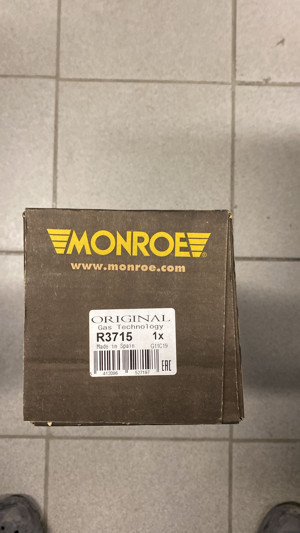 MONROE
www.monroe.com
ORIGINAL
Gas Technology
R3715 1x
Made in Spain
EAC